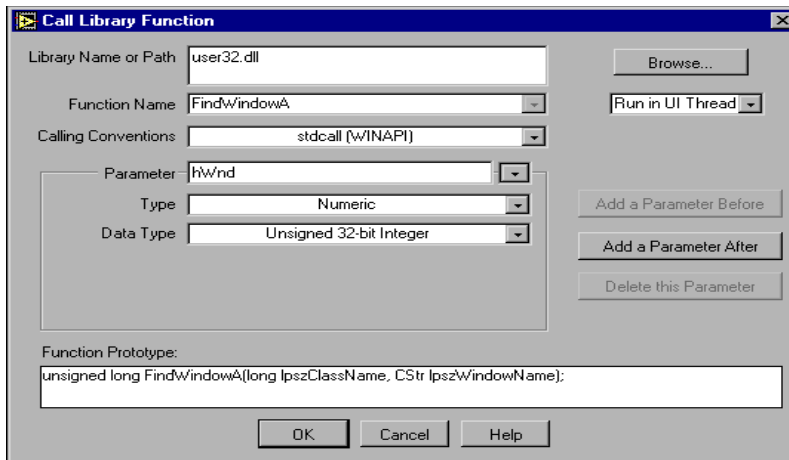 Call Library Function
Library Name or Path user32.dll Browse...
Function Name FindWindowA Run in UI Thread
Calling Conventions stdcall (WINAPI)
Parameter hWnd
Type Numeric Add a Parameter Before
Data Type Unsigned 32-bit Integer
Add a Parameter After
Delete this Parameter
Function Prototype:
unsigned long FindWindowA(long lpszClassName, CStr lpszWindowName);
OK Cancel Help